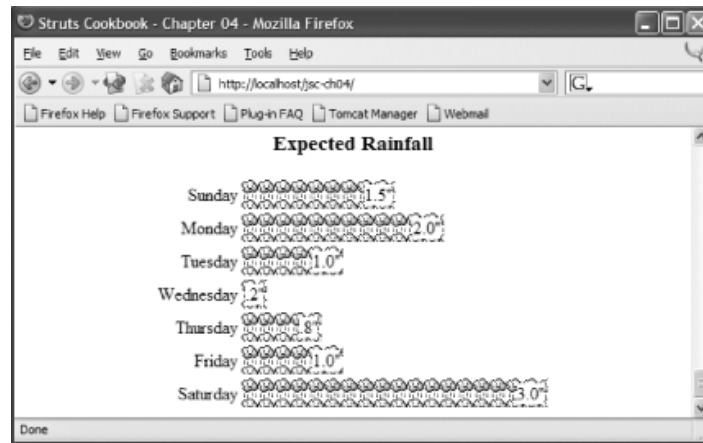 Struts Cookbook - Chapter 04 - Mozilla Firefox
File Edit View Go Bookmarks Tools Help
http://localhost/jsc-ch04/ G
Firefox Help Firefox Support Plug-in FAQ Tomcat Manager Webmail
Expected Rainfall
Sunday 1.5"
Monday 2.0"
Tuesday 1.0"
Wednesday .2"
Thursday .8"
Friday 1.0"
Saturday 3.0"
Done